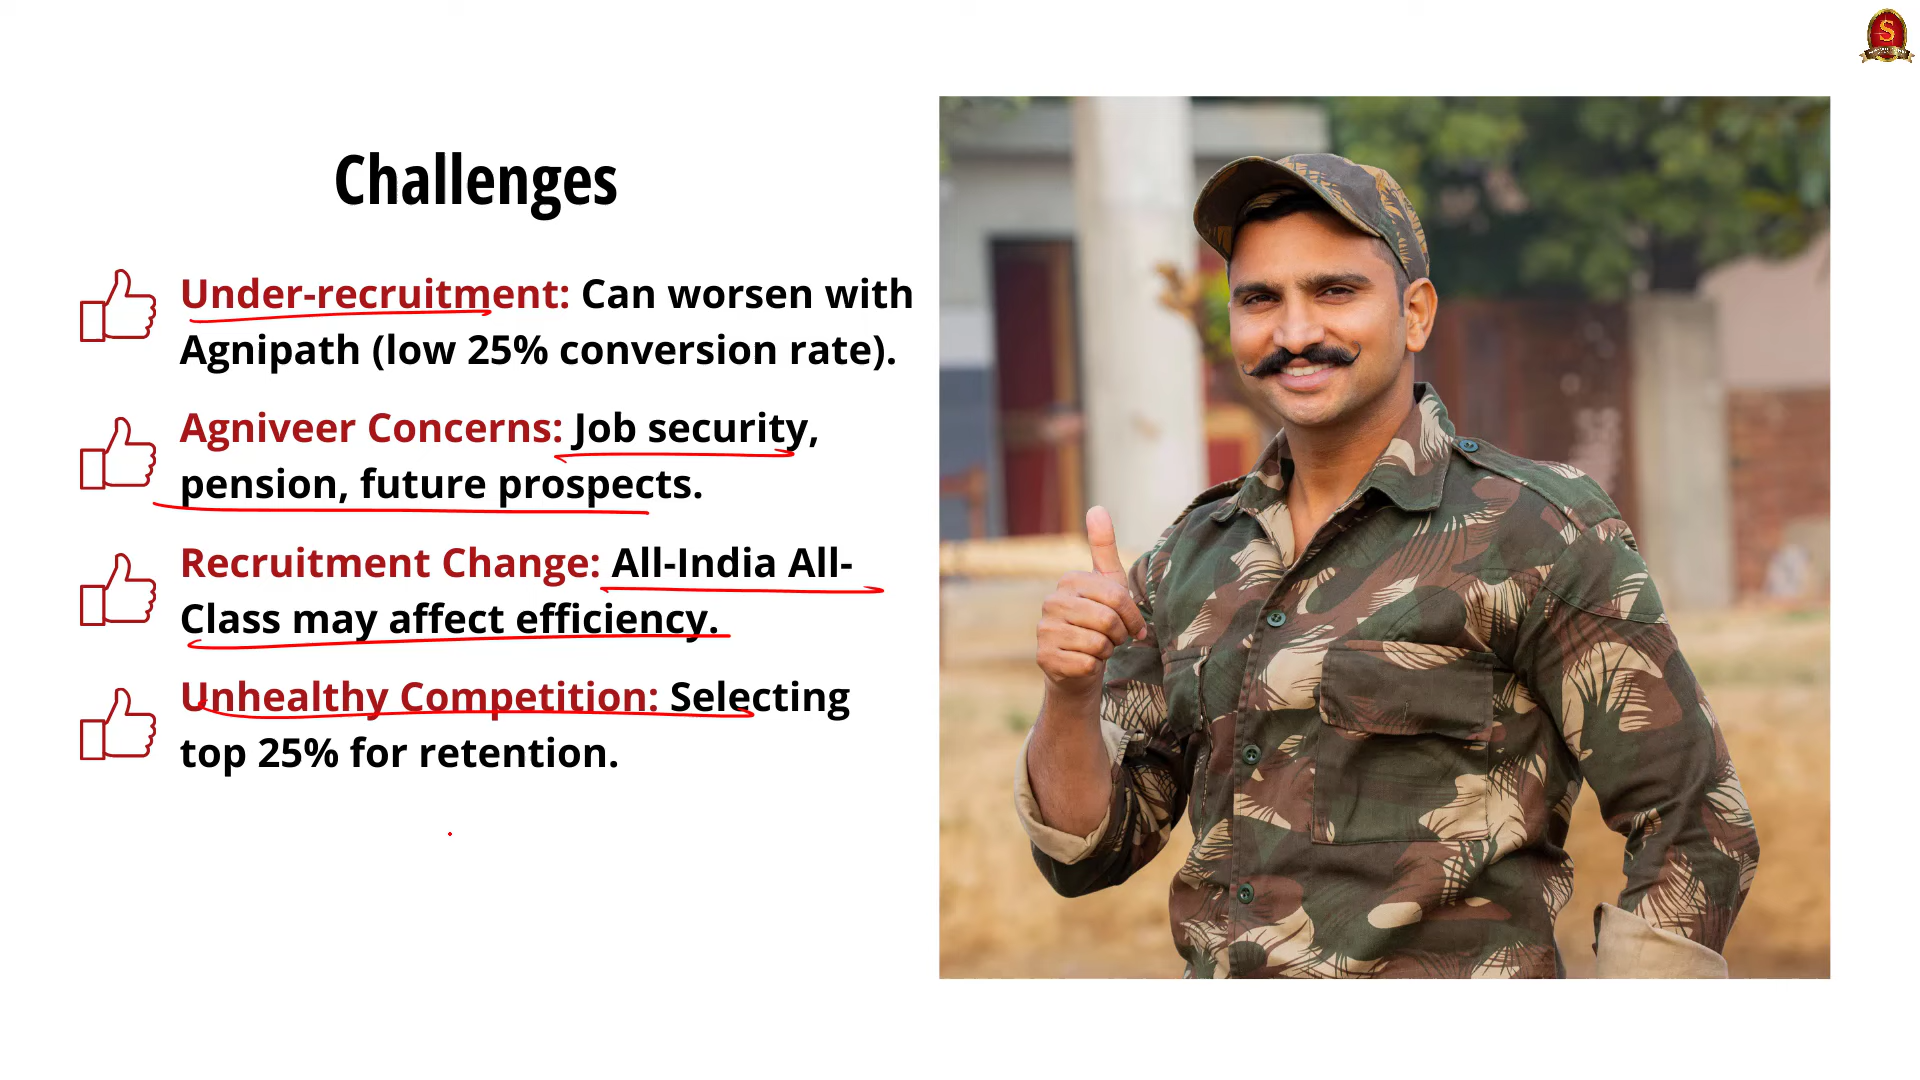 Challenges
Under-recruitment: Can worsen with
Agnipath (low 25% conversion rate).
Agniveer Concerns: Job security,
pension, future prospects.
Recruitment Change: All-India All-
Class may affect efficiency.
Unhealthy Competition: Selecting
top 25% for retention.
S